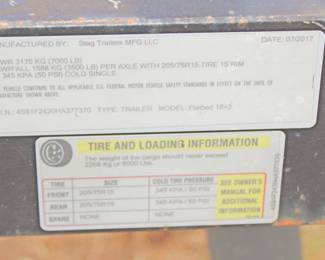 NUFACTURED BY: Stag Trailers MFG LLC DATE: 07/2017
WR 3175 KG (7000 LB)
WR/ALL 1588 KG (3500 LB) PER AXLE WITH 205/75R15 TIRE 15 RIM
345 KPA (50 PSI) COLD SINGLE
VEHICLE CONFORMS TO ALL APPLICABLE U.S. FEDERAL MOTOR VEHICLE SAFETY STANDARDS IN EFFECT ON THE DATE OF
TYPE: TRAILER MODEL: Flatbed 18+2
TIRE AND LOADING INFORMATION
The weight of the cargo should never exceed
2268 Kg or 5000 Lbs.
TIRE SIZE COLD TIRE PRESSURE
FRONT 205/75R15 345 KPA / 50 PSI
REAR 205/75R15 345 KPA / 50 PSI
SPARE NONE NONE
SEE OWNER'S
MANUAL FOR
ADDITIONAL
INFORMATION